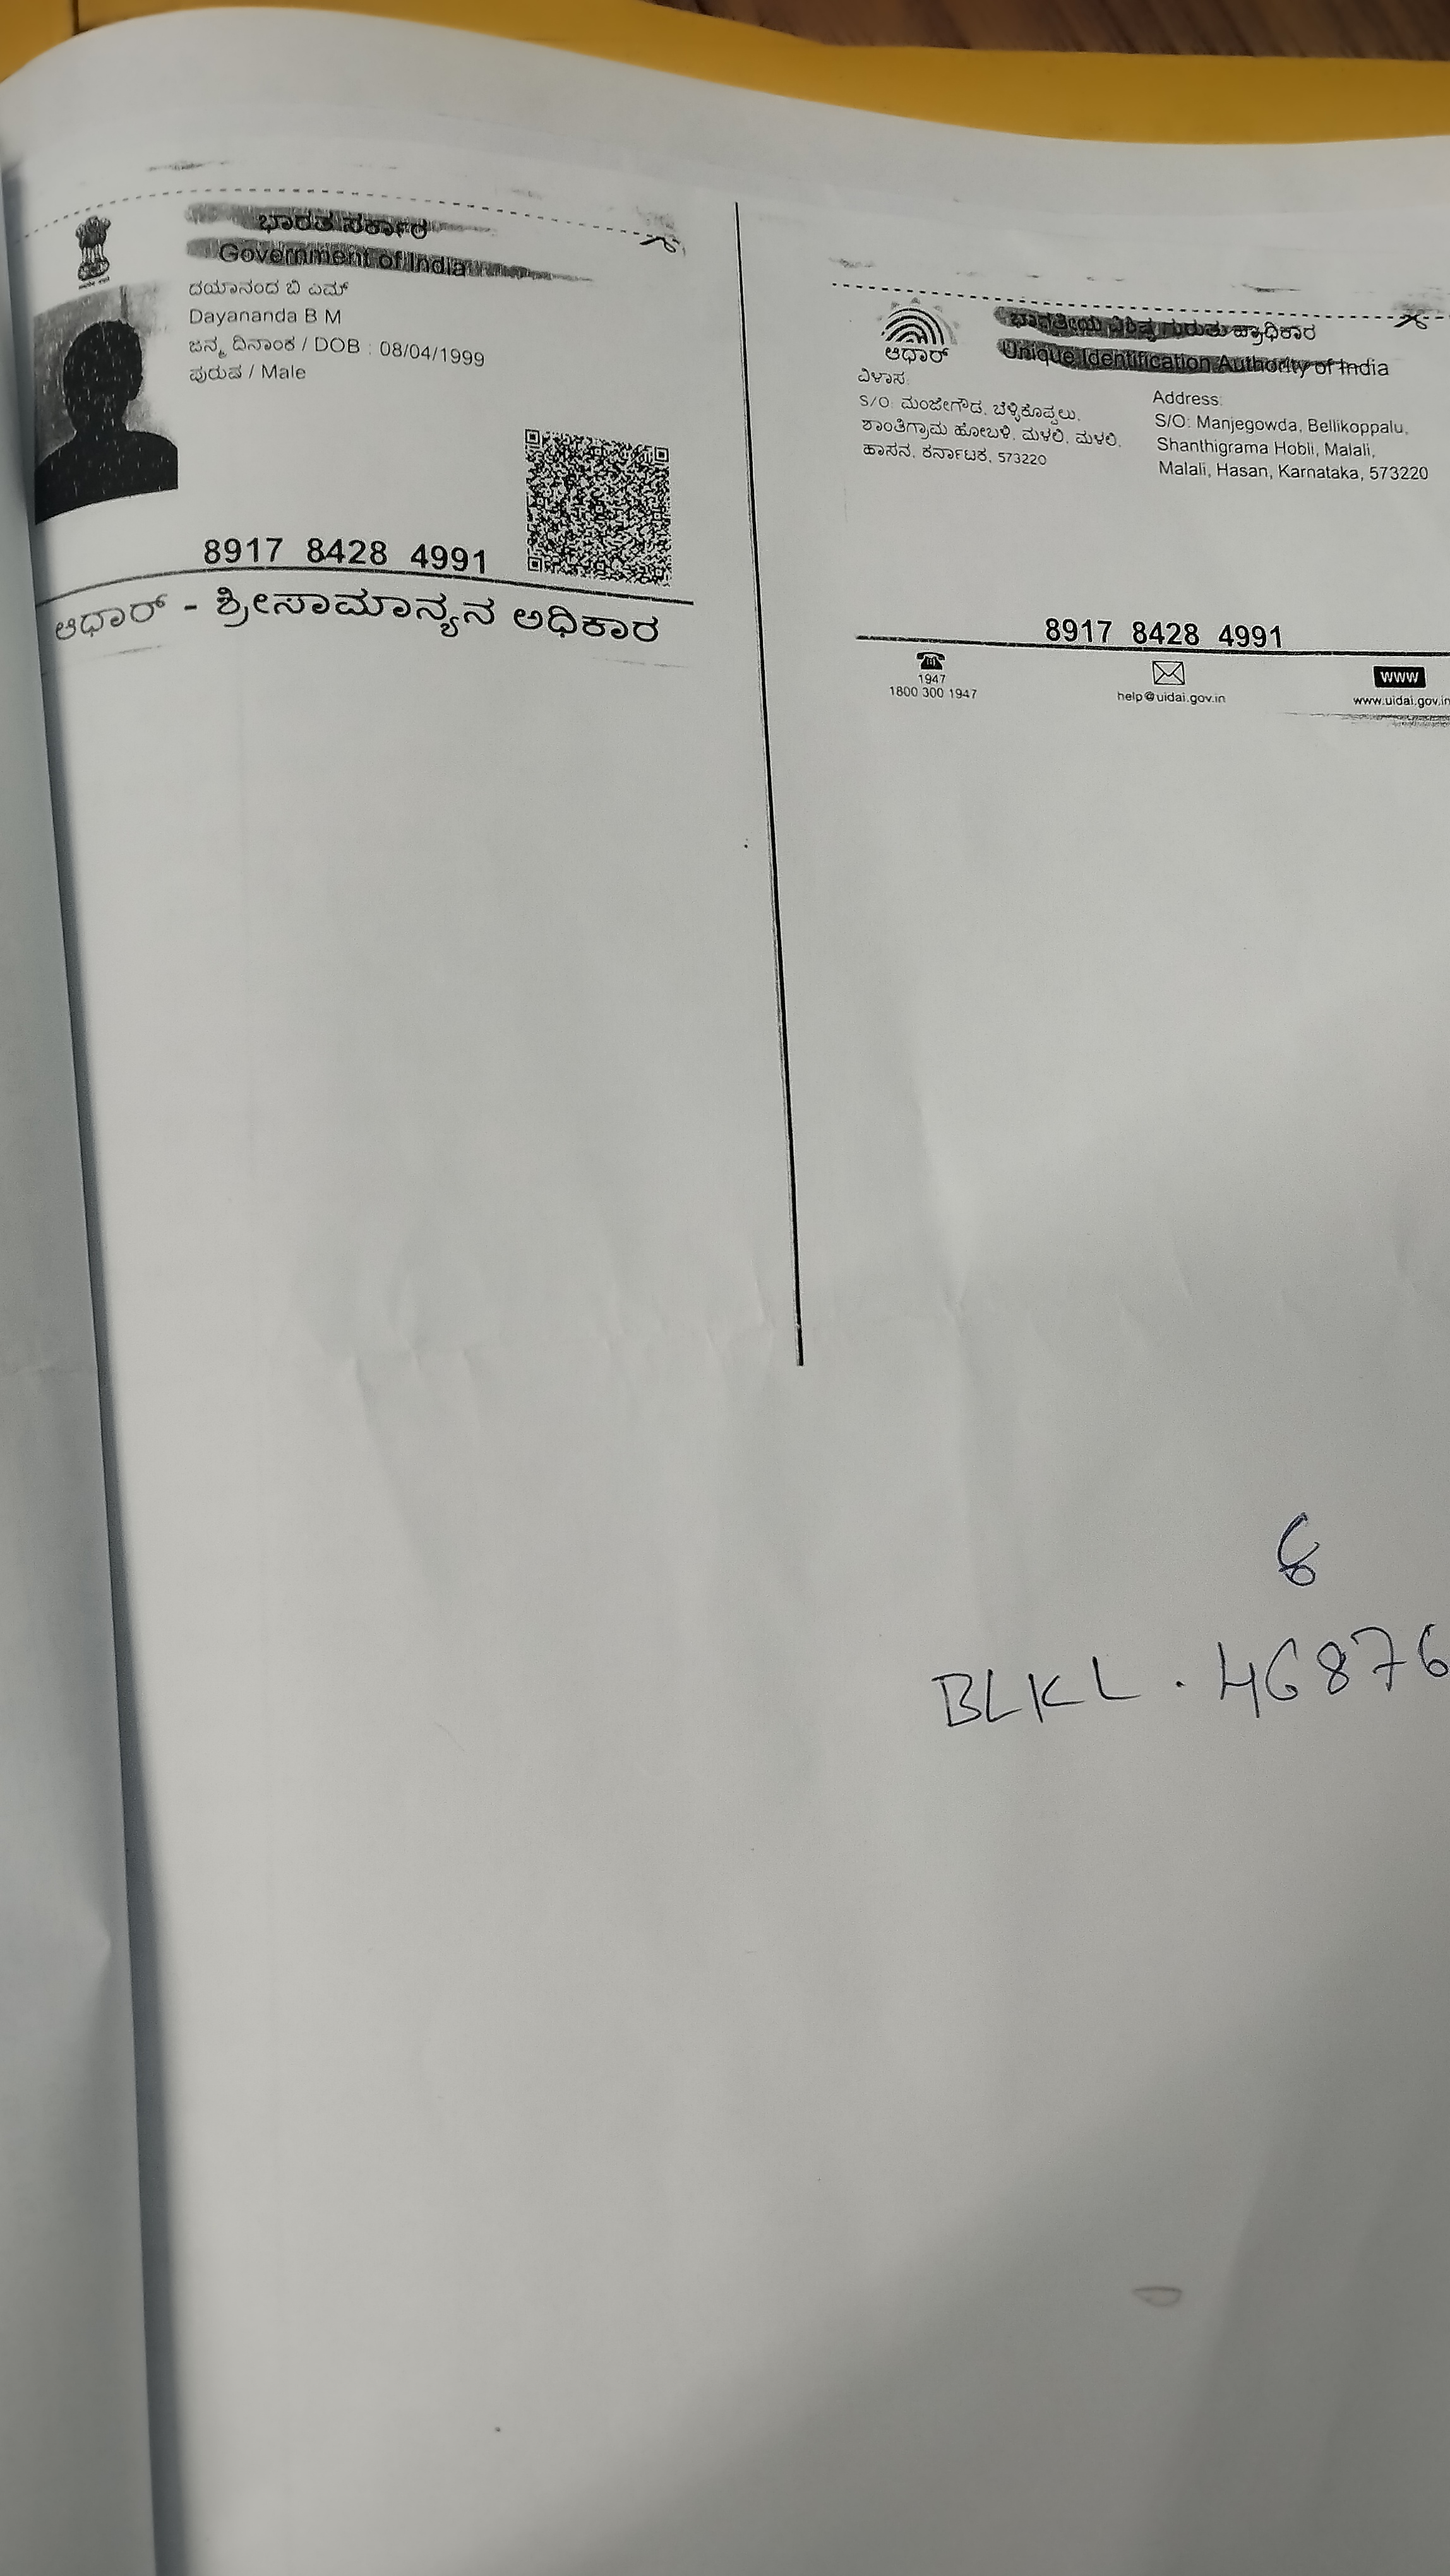 ಭಾರತ ಸರ್ಕಾರ
Government of India
ದಯಾನಂದ ಬಿ ಎಮ್
Dayananda B M
ಜನ್ಮ ದಿನಾಂಕ / DOB : 08/04/1999
ಪುರುಷ / Male
8917 8428 4991
ಆಧಾರ್ - ಶ್ರೀಸಾಮಾನ್ಯನ ಅಧಿಕಾರ
ಭಾರತೀಯ ವಿಶಿಷ್ಟ ಗುರುತು ಪ್ರಾಧಿಕಾರ
Unique Identification Authority of India
ಆಧಾರ್
ವಿಳಾಸ:
S/O: ಮಂಜೇಗೌಡ, ಬೆಳ್ಳಿಕೊಪ್ಪಲು,
ಶಾಂತಿಗ್ರಾಮ ಹೋಬಳಿ, ಮಳಲಿ, ಮಳಲಿ,
ಹಾಸನ, ಕರ್ನಾಟಕ, 573220
Address:
S/O: Manjegowda, Bellikoppalu,
Shanthigrama Hobli, Malali,
Malali, Hasan, Karnataka, 573220
8917 8428 4991
1947
1800 300 1947
help@uidai.gov.in
www
www.uidai.gov.in
BLKL . 46876